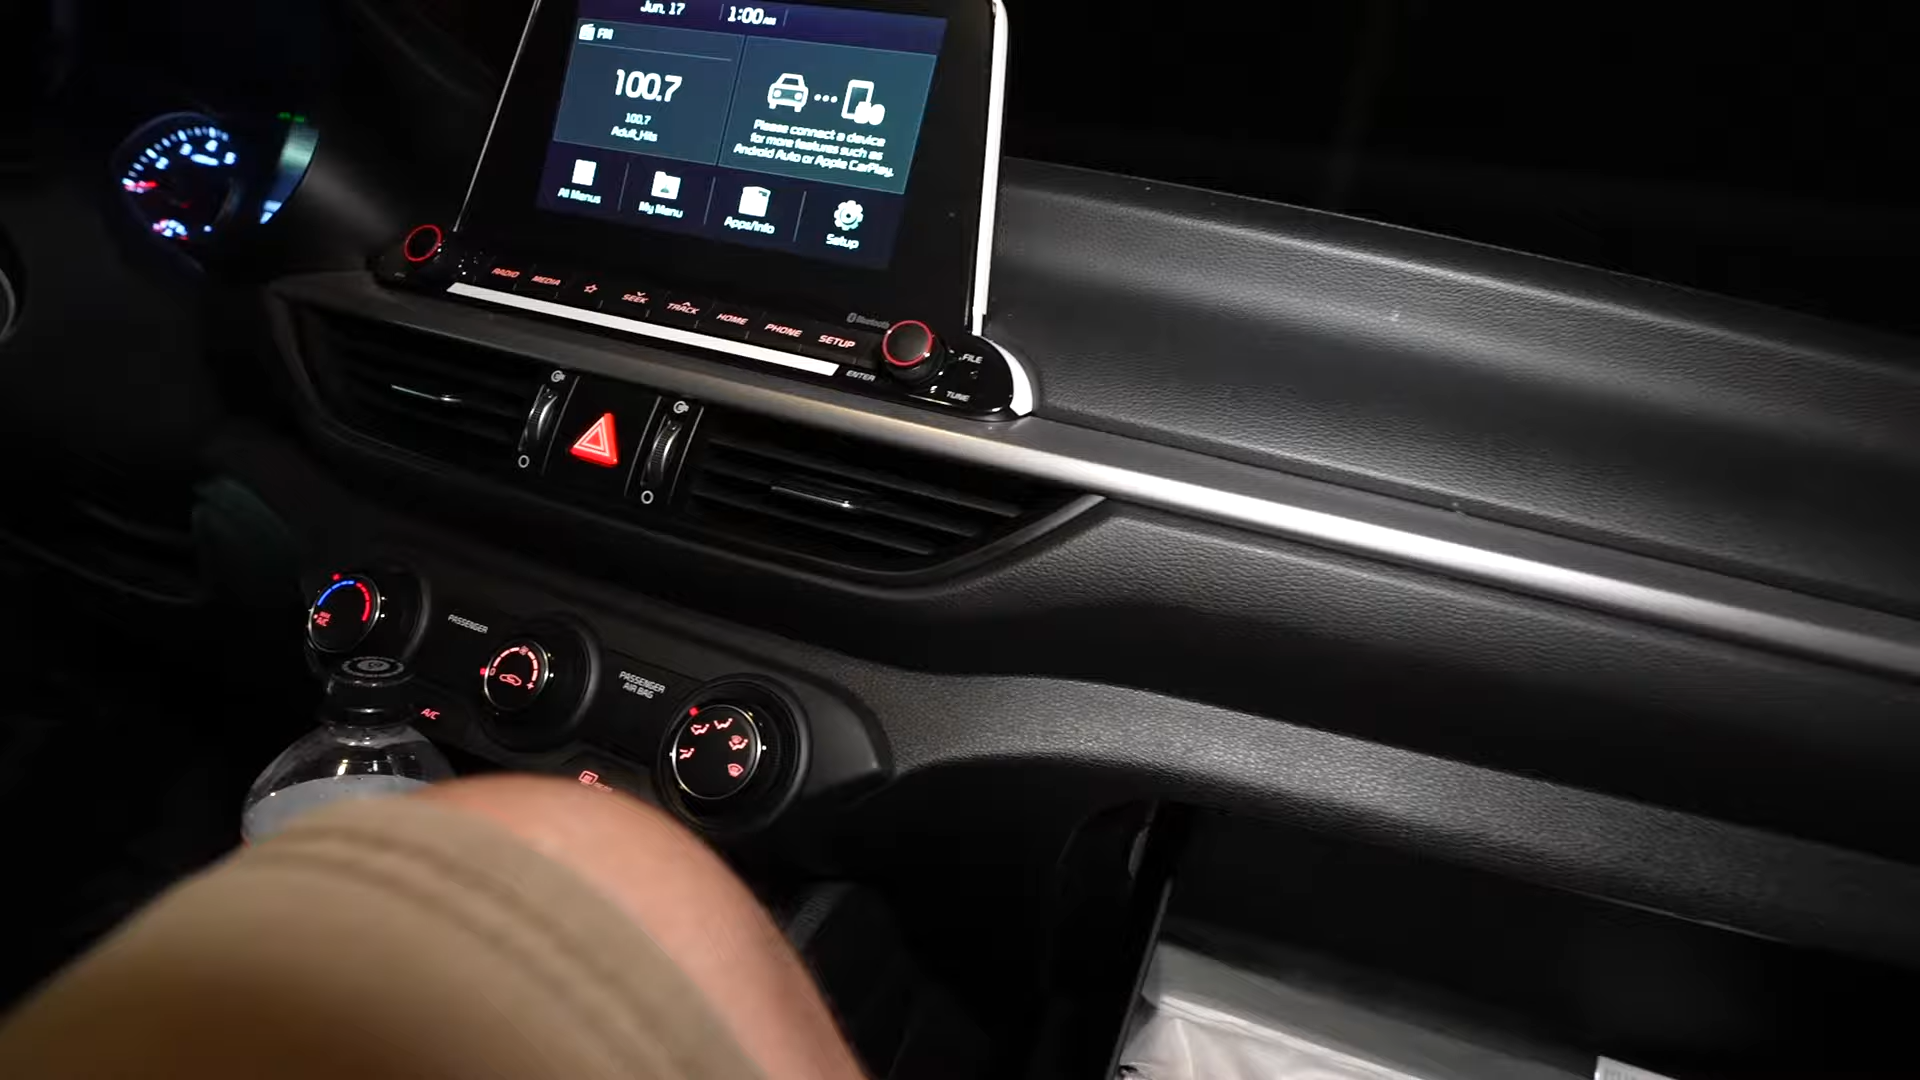 Jun. 17
1:00 AM
FM
100.7
100.7
Adult_Hits
Please connect a device
for more features such as
Android Auto or Apple CarPlay.
All Menus
My Menu
Apps/Info
Setup
RADIO
MEDIA
SEEK
TRACK
HOME
PHONE
SETUP
Bluetooth
ENTER
FILE
TUNE
PASSENGER
PASSENGER
AIR BAG
A/C
A/C